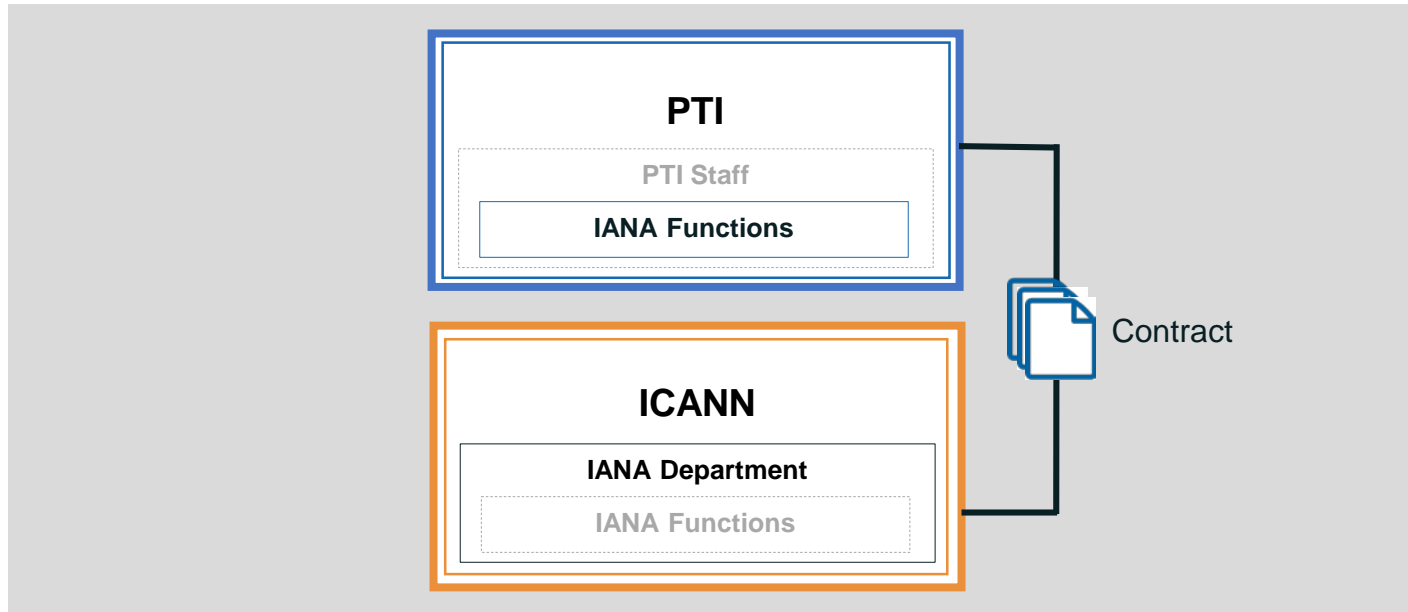 PTI
PTI Staff
IANA Functions
Contract
ICANN
IANA Department
IANA Functions